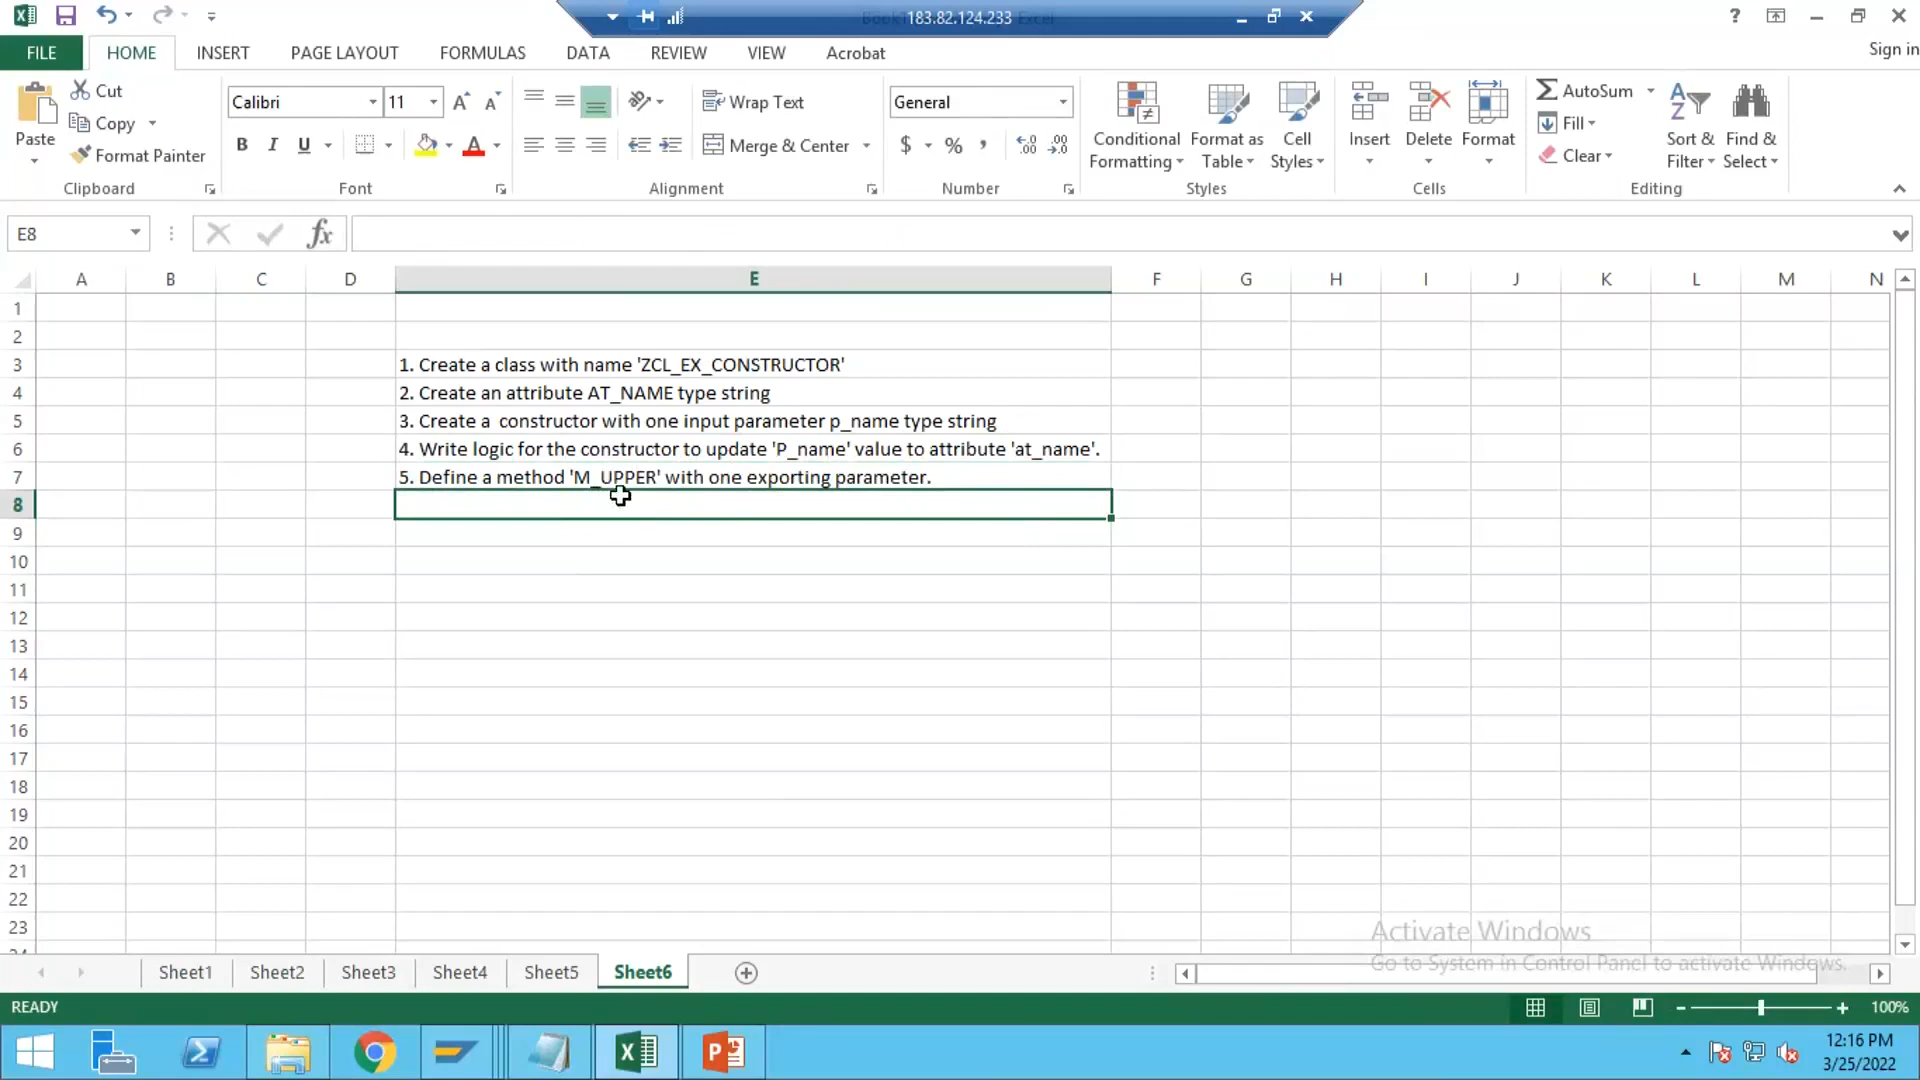 183.82.124.233
Sign in
FILE HOME INSERT PAGE LAYOUT FORMULAS DATA REVIEW VIEW Acrobat
Paste
Cut
Copy
Format Painter
Clipboard
Calibri 11
B I U
Font
Wrap Text
Merge & Center
Alignment
General
$ % ,
Number
Conditional Formatting
Format as Table
Cell Styles
Styles
Insert
Delete
Format
Cells
AutoSum
Fill
Clear
Sort & Filter
Find & Select
Editing
E8
fx
A B C D E F G H I J K L M N
1
2
3 1. Create a class with name 'ZCL_EX_CONSTRUCTOR'
4 2. Create an attribute AT_NAME type string
5 3. Create a  constructor with one input parameter p_name type string
6 4. Write logic for the constructor to update 'P_name' value to attribute 'at_name'.
7 5. Define a method 'M_UPPER' with one exporting parameter.
8
9
10
11
12
13
14
15
16
17
18
19
20
21
22
23
Activate Windows
Go to System in Control Panel to activate Windows.
Sheet1 Sheet2 Sheet3 Sheet4 Sheet5 Sheet6
READY
100%
12:16 PM
3/25/2022